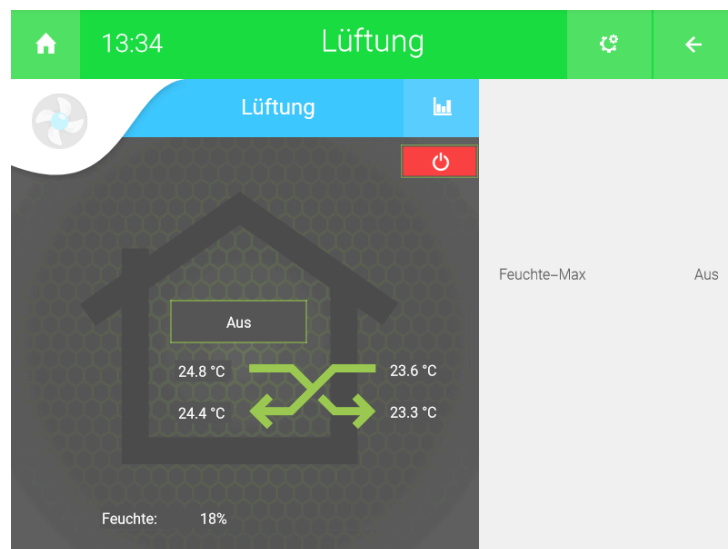 13:34 Lüftung
Lüftung
Feuchte-Max Aus
Aus
24.8 °C 23.6 °C
24.4 °C 23.3 °C
Feuchte: 18%